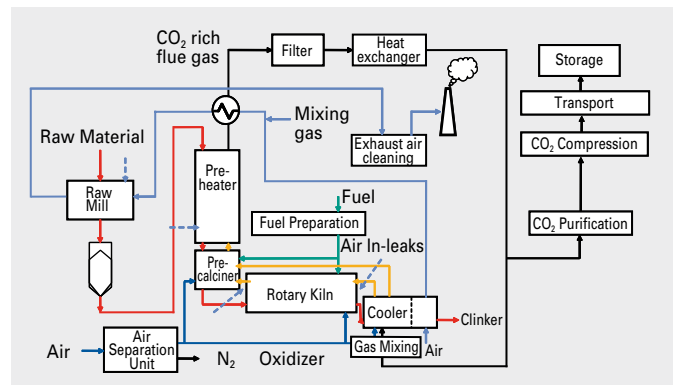 CO₂ rich
flue gas
Filter
Heat
exchanger
Storage
Transport
CO₂ Compression
CO₂ Purification
Mixing
gas
Exhaust air
cleaning
Raw Material
Raw
Mill
Pre-
heater
Fuel
Fuel Preparation
Air In-leaks
Pre-
calciner
Rotary Kiln
Cooler
Clinker
Gas Mixing
Air
Air
Air
Separation
Unit
N₂
Oxidizer